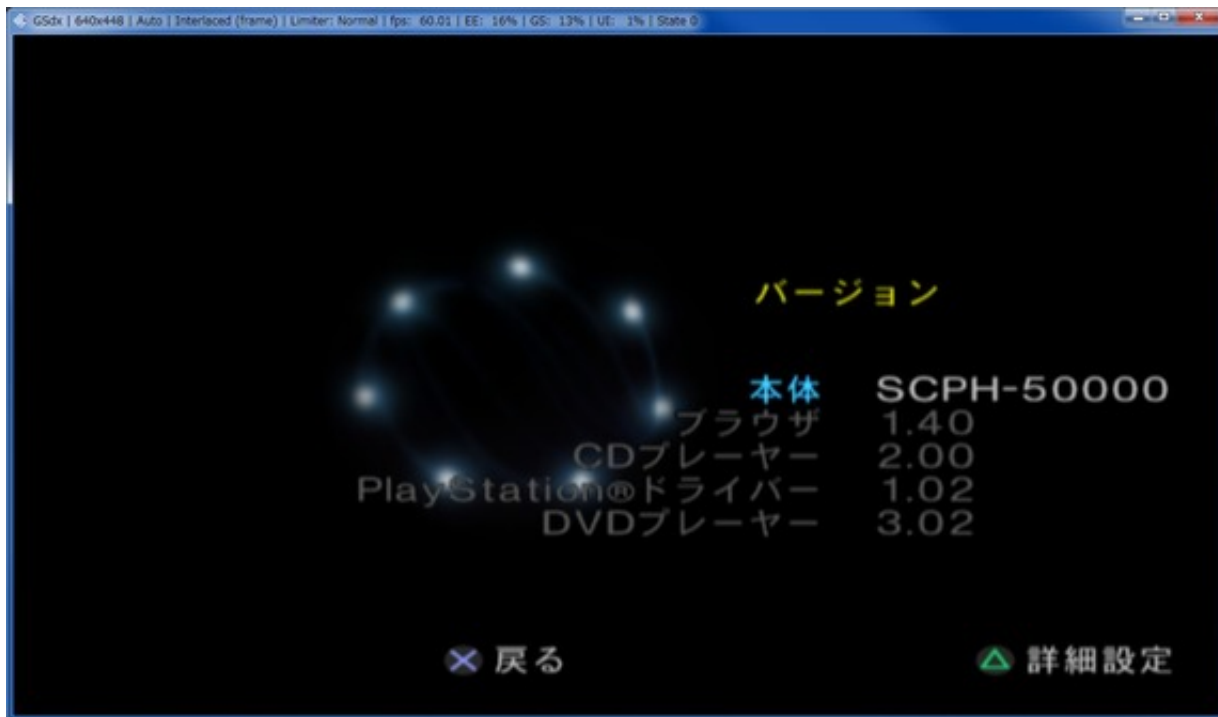 GSdx | 640x448 | Auto | Interlaced (frame) | Limiter: Normal | fps: 60.01 | EE: 16% | GS: 13% | UI: 1% | State 0
バージョン
本体 SCPH-50000
ブラウザ 1.40
CDプレーヤー 2.00
PlayStation®ドライバー 1.02
DVDプレーヤー 3.02
戻る 詳細設定